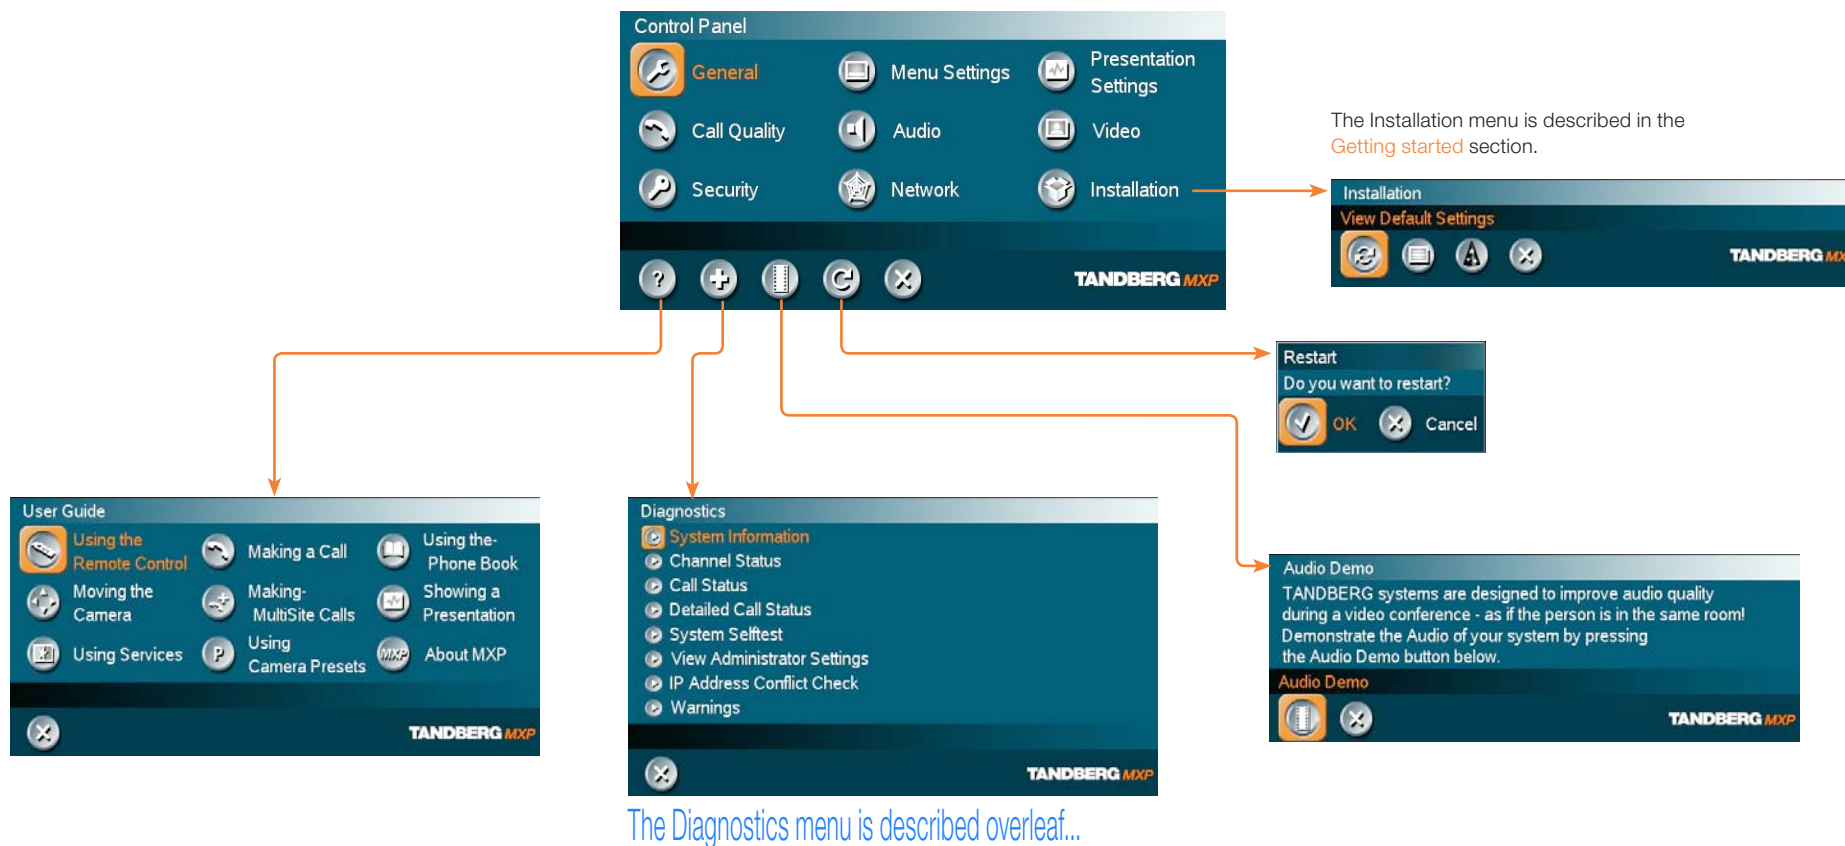 Control Panel
General
Menu Settings
Presentation
Settings
Call Quality
Audio
Video
Security
Network
Installation
?
TANDBERG MXP
The Installation menu is described in the
Getting started section.
Installation
View Default Settings
TANDBERG MX
Restart
Do you want to restart?
OK
Cancel
User Guide
Using the
Remote Control
Making a Call
Using the-
Phone Book
Moving the
Camera
Making-
MultiSite Calls
Showing a
Presentation
Using Services
P
Using
Camera Presets
MXP
About MXP
TANDBERG MXP
Diagnostics
System Information
Channel Status
Call Status
Detailed Call Status
System Selftest
View Administrator Settings
IP Address Conflict Check
Warnings
TANDBERG MXP
The Diagnostics menu is described overleaf...
Audio Demo
TANDBERG systems are designed to improve audio quality
during a video conference - as if the person is in the same room!
Demonstrate the Audio of your system by pressing
the Audio Demo button below.
Audio Demo
TANDBERG MXP